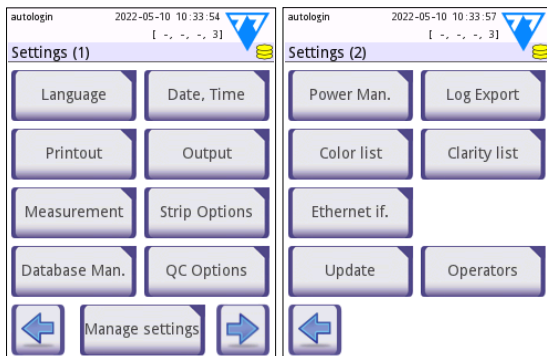 autologin 2022-05-10 10:33:54
[ -, -, -, 3]
Settings (1)
Language Date, Time
Printout Output
Measurement Strip Options
Database Man. QC Options
Manage settings
autologin 2022-05-10 10:33:57
[ -, -, -, 3]
Settings (2)
Power Man. Log Export
Color list Clarity list
Ethernet if.
Update Operators